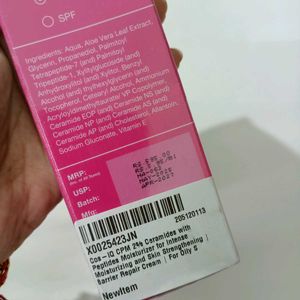 SPF
Ingredients: Aqua, Aloe Vera Leaf Extract,
Glycerin, Propanediol, Palmitoyl
Tetrapeptide-7 (and) Palmitoyl
Tripeptide-1, Xylitylglucoside (and)
Anhydroxylitol (and) Xylitol, Benzyl
Alcohol (and) Ethylhexylglycerin (and)
Tocopherol, Cetearyl Alcohol, Ammonium
Acryloyldimethyltaurate VP Copolymer,
Ceramide EOP (and) Ceramide NS (and)
Ceramide NP (and) Ceramide AS (and)
Ceramide AP (and) Cholesterol, Allantoin,
Sodium Gluconate, Vitamin E
MRP:
USP:
Batch:
Mfg:
APR-2027
205120113
X0025423JN
Cos-IQ CPM 2% Ceramides with
Peptides Moisturizer for Intense
Moisturizing and Skin Strengthening |
Barrier Repair Cream | For Oily S
NewItem